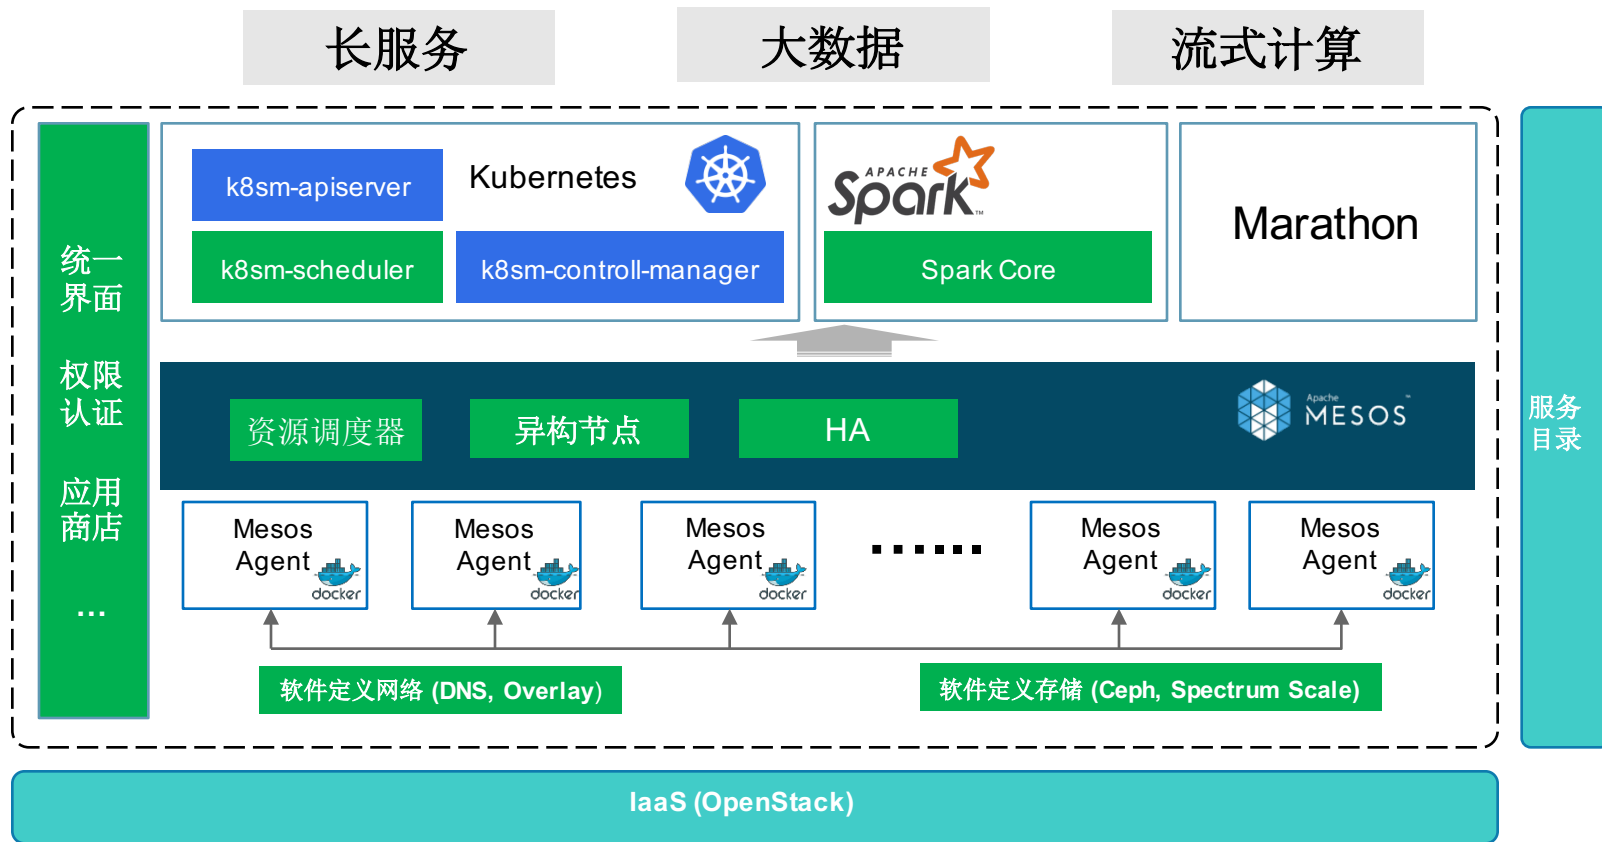 长服务
大数据
流式计算
统一
界面
权限
认证
应用
商店
...
k8sm-apiserver
Kubernetes
k8sm-scheduler
k8sm-controll-manager
APACHE
Spark™
Spark Core
Marathon
资源调度器
异构节点
HA
Apache
MESOS™
Mesos
Agent
docker
Mesos
Agent
docker
Mesos
Agent
docker
......
Mesos
Agent
docker
Mesos
Agent
docker
软件定义网络 (DNS, Overlay)
软件定义存储 (Ceph, Spectrum Scale)
服务
目录
IaaS (OpenStack)